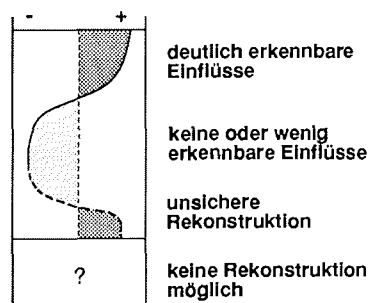 - +
deutlich erkennbare
Einflüsse
keine oder wenig
erkennbare Einflüsse
unsichere
Rekonstruktion
?
keine Rekonstruktion
möglich